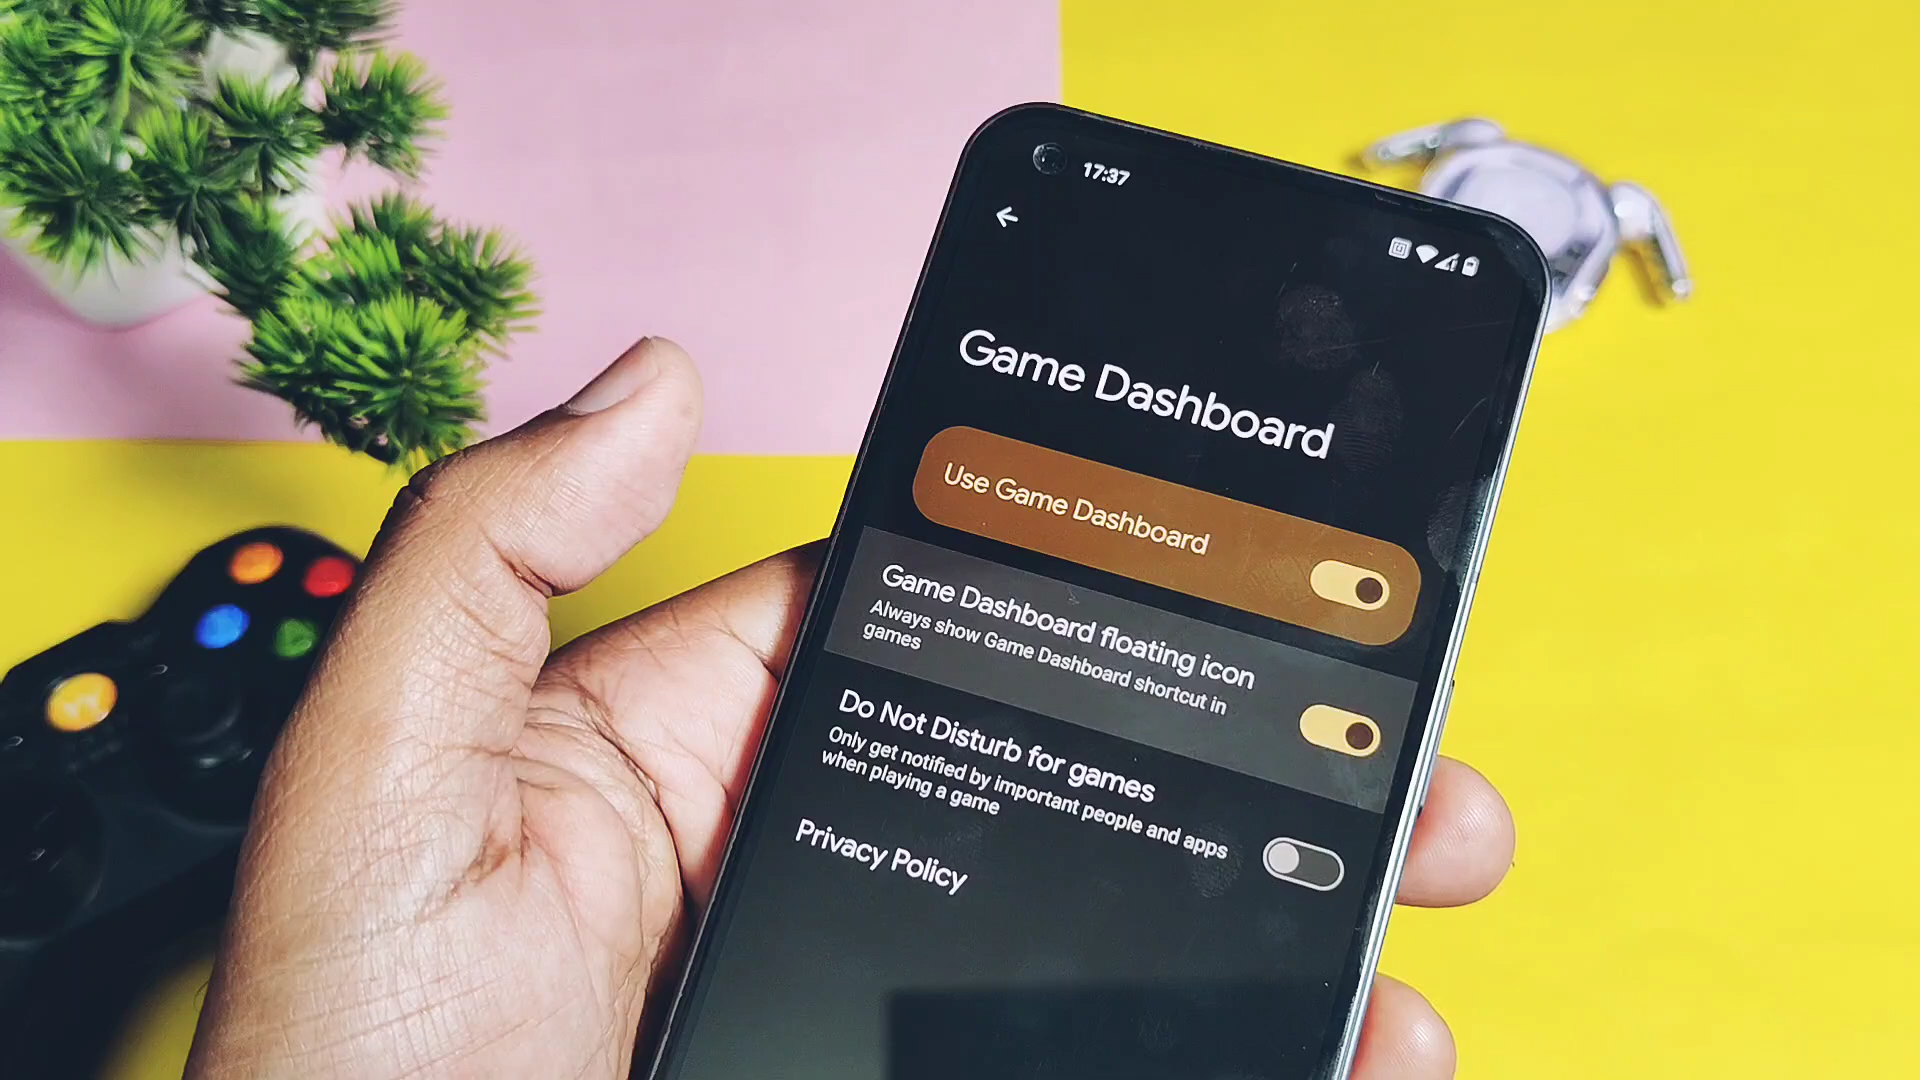 17:37
Game Dashboard
Use Game Dashboard
Game Dashboard floating icon
Always show Game Dashboard shortcut in
games
Do Not Disturb for games
Only get notified by important people and apps
when playing a game
Privacy Policy